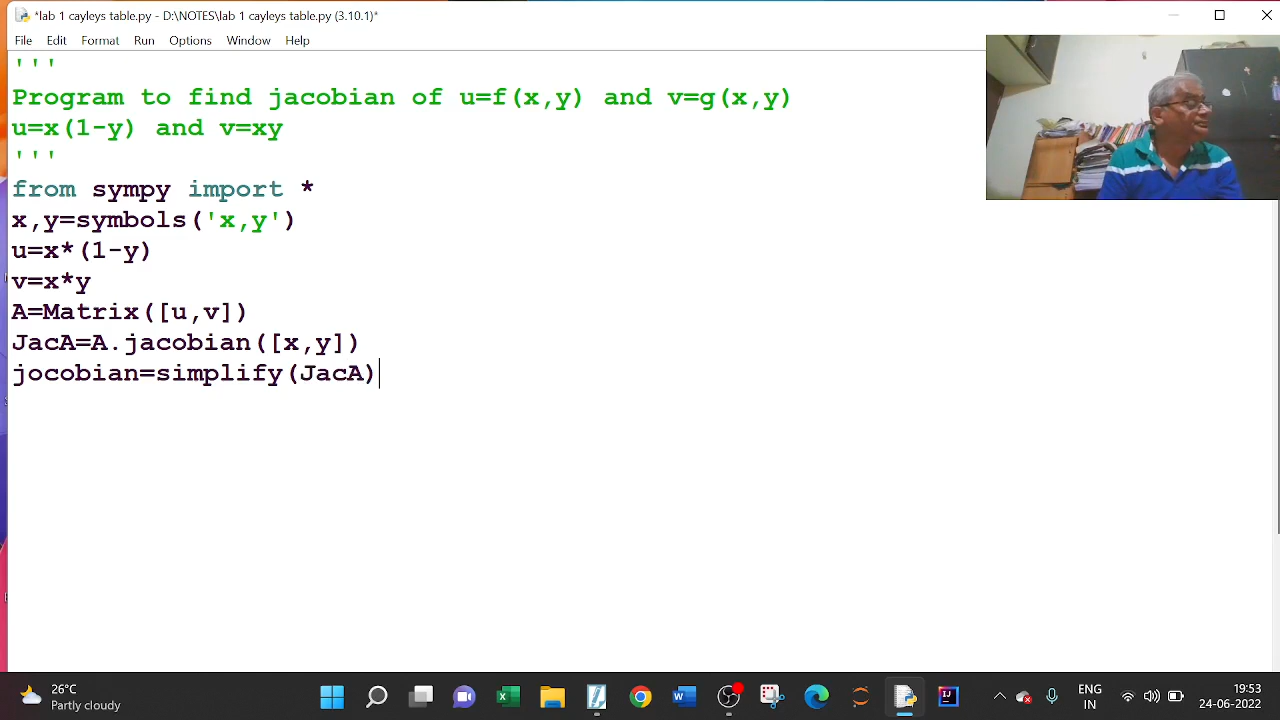 *lab 1 cayleys table.py - D:\NOTES\lab 1 cayleys table.py (3.10.1)*
File Edit Format Run Options Window Help
'''
Program to find jacobian of u=f(x,y) and v=g(x,y)
u=x(1-y) and v=xy
'''
from sympy import *
x,y=symbols('x,y')
u=x*(1-y)
v=x*y
A=Matrix([u,v])
JacA=A.jacobian([x,y])
jocobian=simplify(JacA)
26°C
Partly cloudy
ENG
IN
19:53
24-06-2022